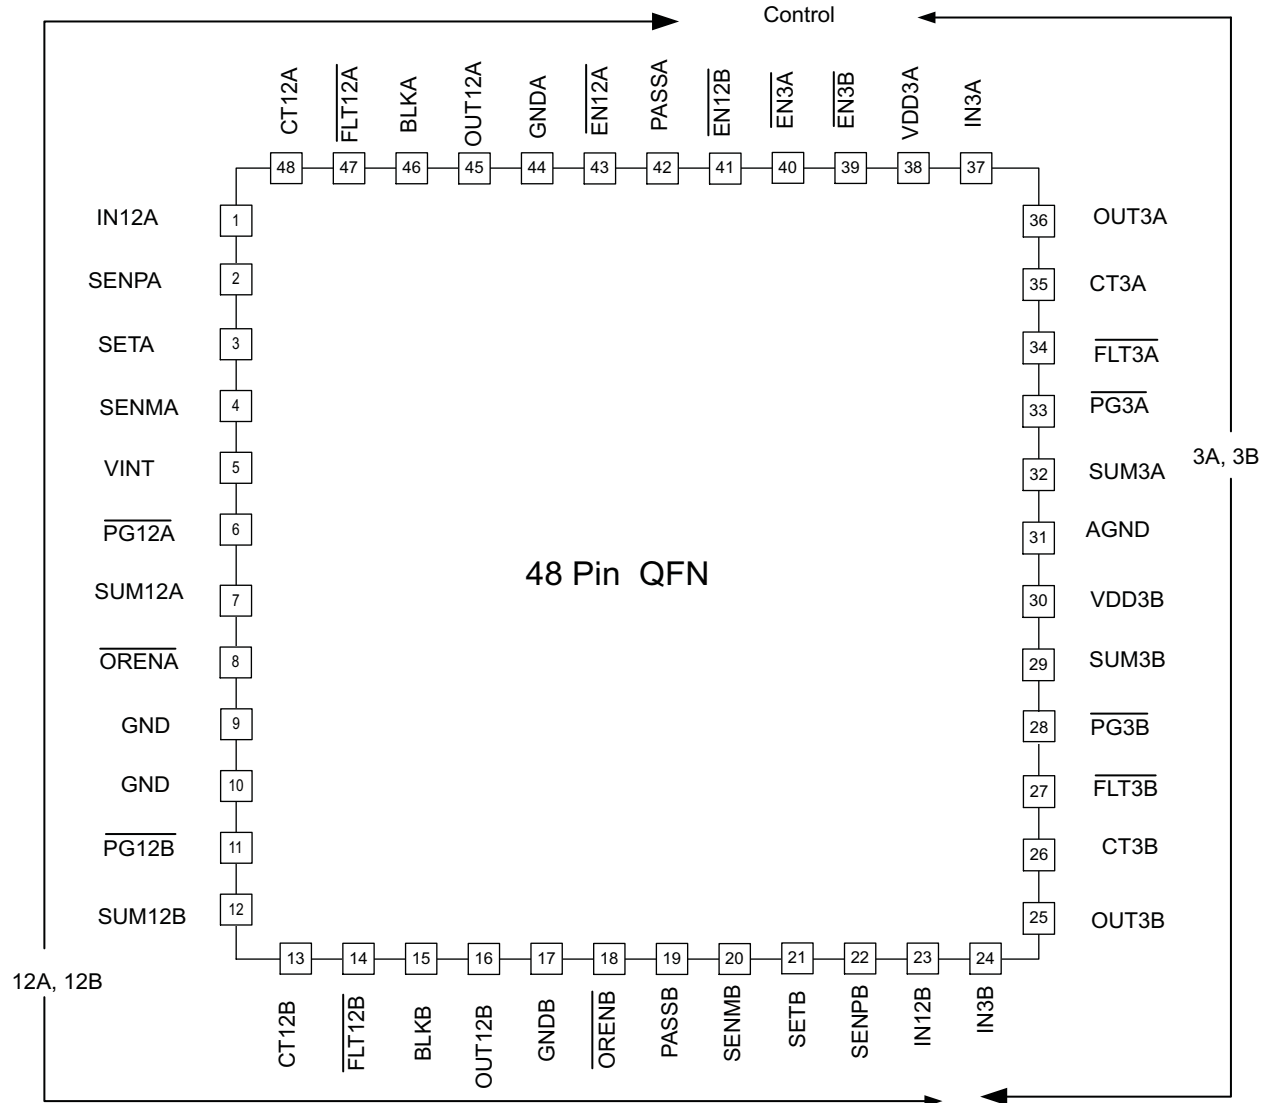 Control
CT12A
FLT12A
BLKA
OUT12A
GNDA
EN12A
PASSA
EN12B
EN3A
EN3B
VDD3A
IN3A
48
47
46
45
44
43
42
41
40
39
38
37
IN12A
1
SENPA
2
SETA
3
SENMA
4
VINT
5
PG12A
6
SUM12A
7
ORENA
8
GND
9
GND
10
PG12B
11
SUM12B
12
48 Pin QFN
36
OUT3A
35
CT3A
34
FLT3A
33
PG3A
32
SUM3A
31
AGND
30
VDD3B
29
SUM3B
28
PG3B
27
FLT3B
26
CT3B
25
OUT3B
3A, 3B
12A, 12B
13
14
15
16
17
18
19
20
21
22
23
24
CT12B
FLT12B
BLKB
OUT12B
GNDB
ORENB
PASSB
SENMB
SETB
SENPB
IN12B
IN3B